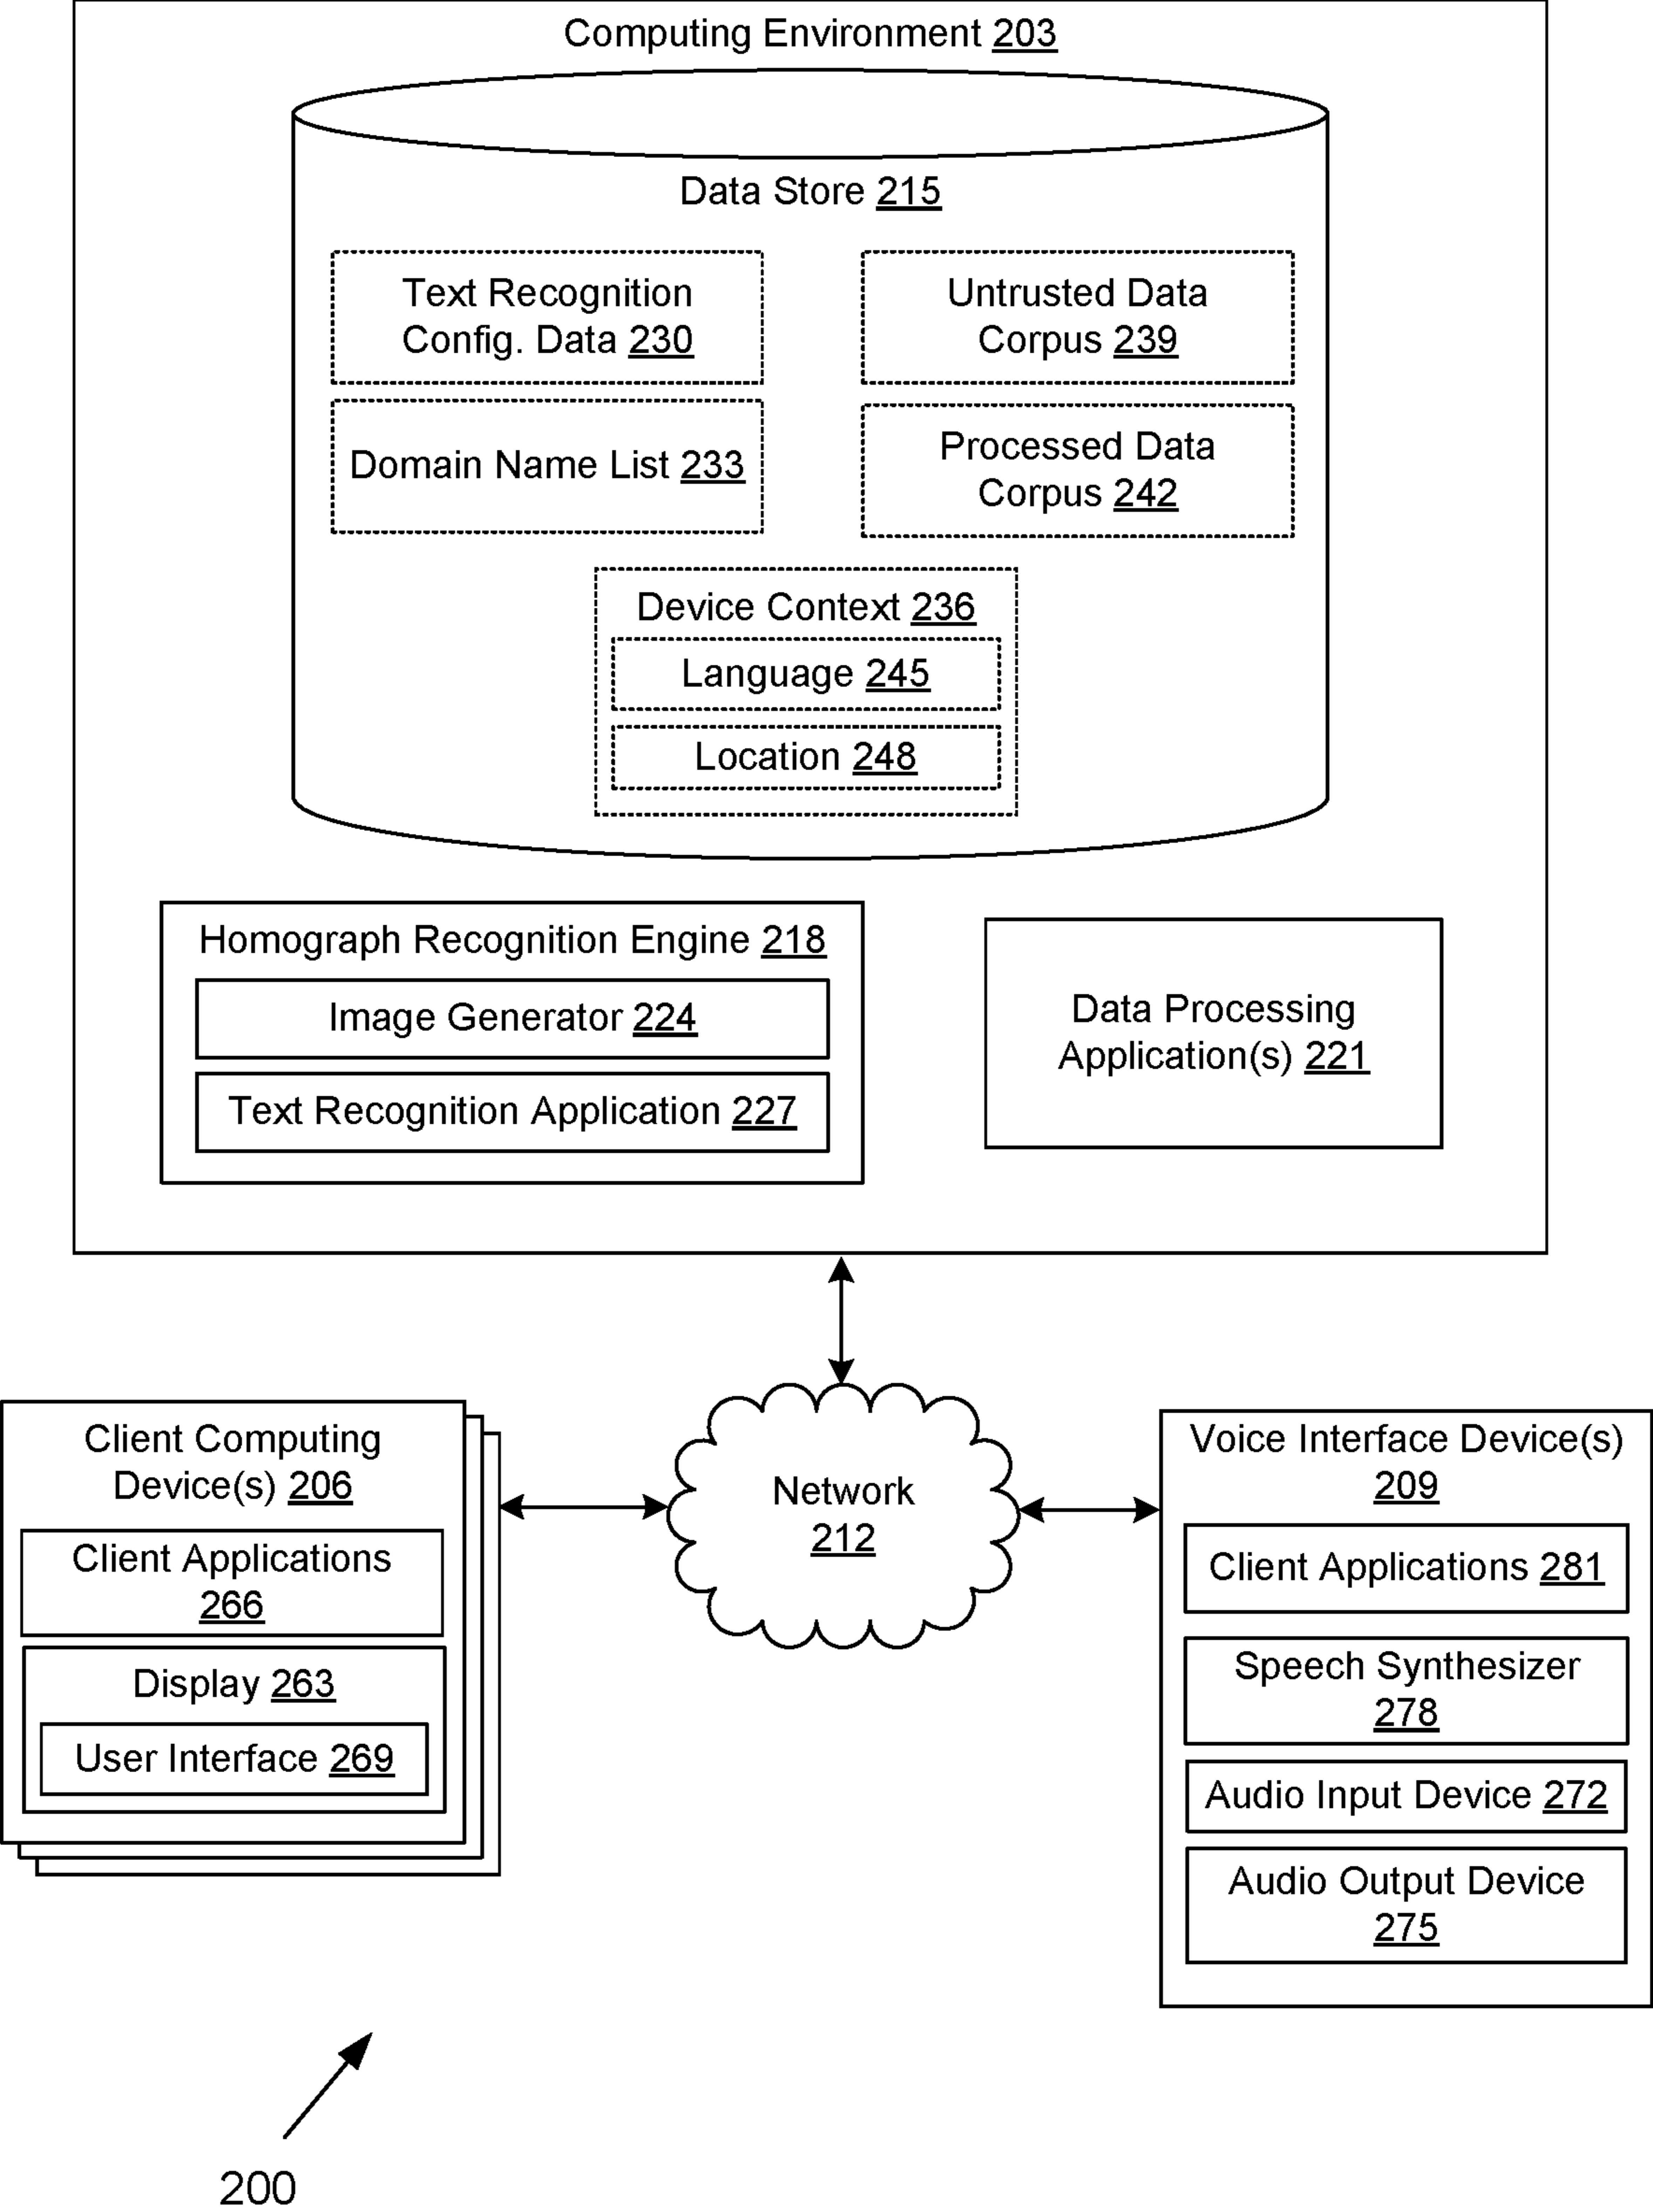 Computing Environment 203
Data Store 215
Text Recognition
Config. Data 230
Untrusted Data
Corpus 239
Domain Name List 233
Processed Data
Corpus 242
Device Context 236
Language 245
Location 248
Homograph Recognition Engine 218
Image Generator 224
Text Recognition Application 227
Data Processing
Application(s) 221
Client Computing
Device(s) 206
Client Applications
266
Display 263
User Interface 269
Network
212
Voice Interface Device(s)
209
Client Applications 281
Speech Synthesizer
278
Audio Input Device 272
Audio Output Device
275
200